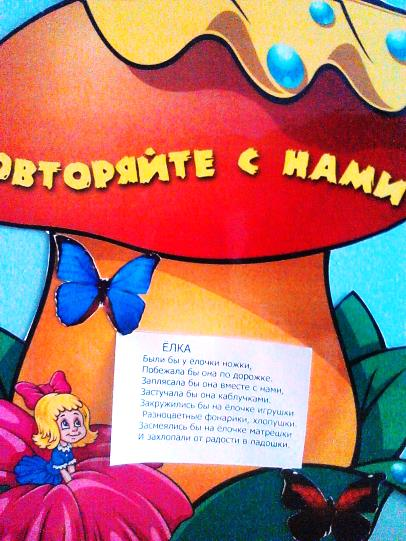 ОВТОРЯЙТЕ С НАМИ
ЁЛКА
Были бы у ёлочки ножки,
Побежала бы она по дорожке.
Заплясала бы она вместе с нами,
Застучала бы она каблучками.
Закружились бы на ёлочке игрушки
Разноцветные фонарики, хлопушки.
Засмеялись бы на ёлочке матрешки
И захлопали от радости в ладошки.